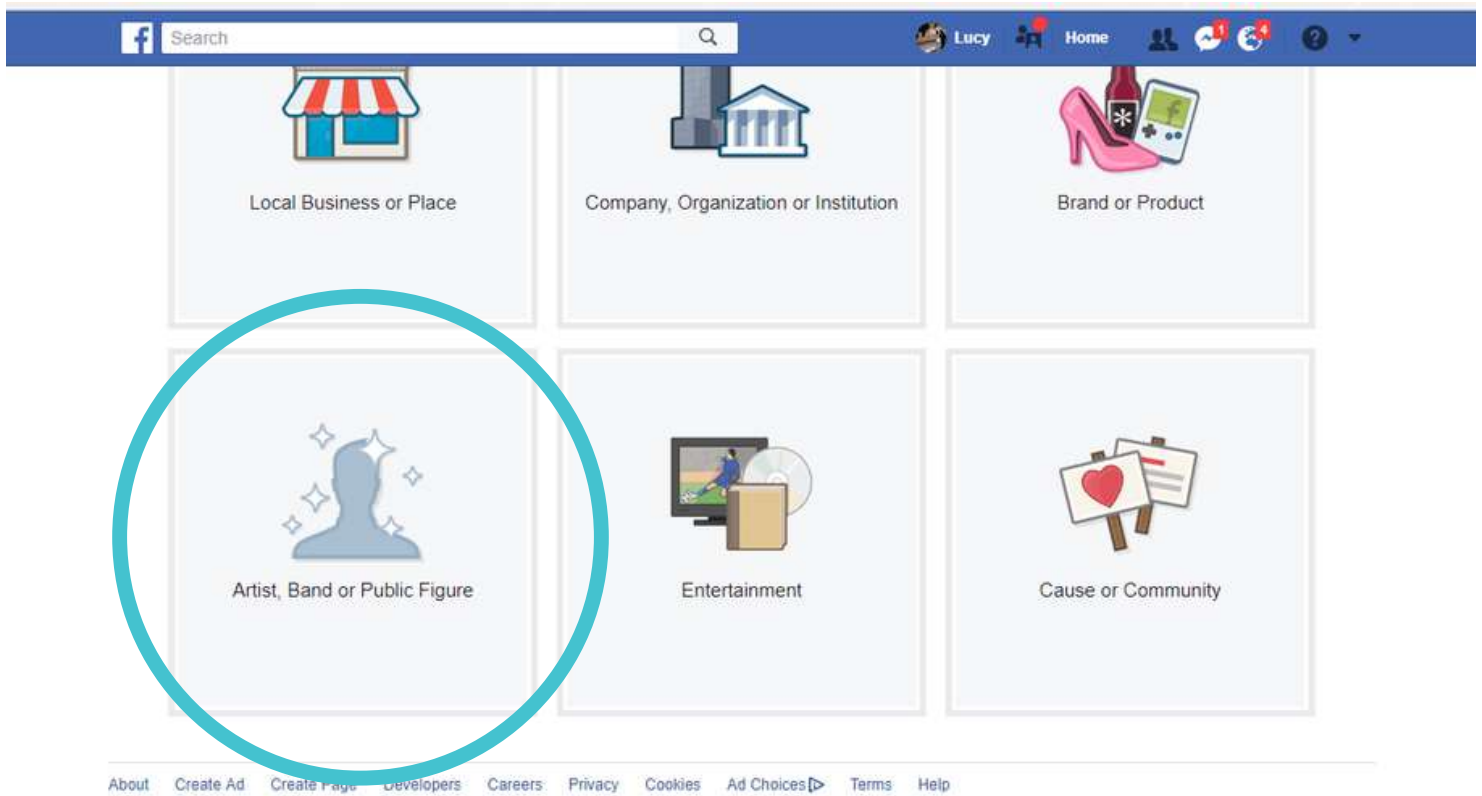 f Search Lucy Home 1 4 ?
Local Business or Place Company, Organization or Institution Brand or Product
Artist, Band or Public Figure Entertainment Cause or Community
About Create Ad Create Page Developers Careers Privacy Cookies Ad Choices Terms Help